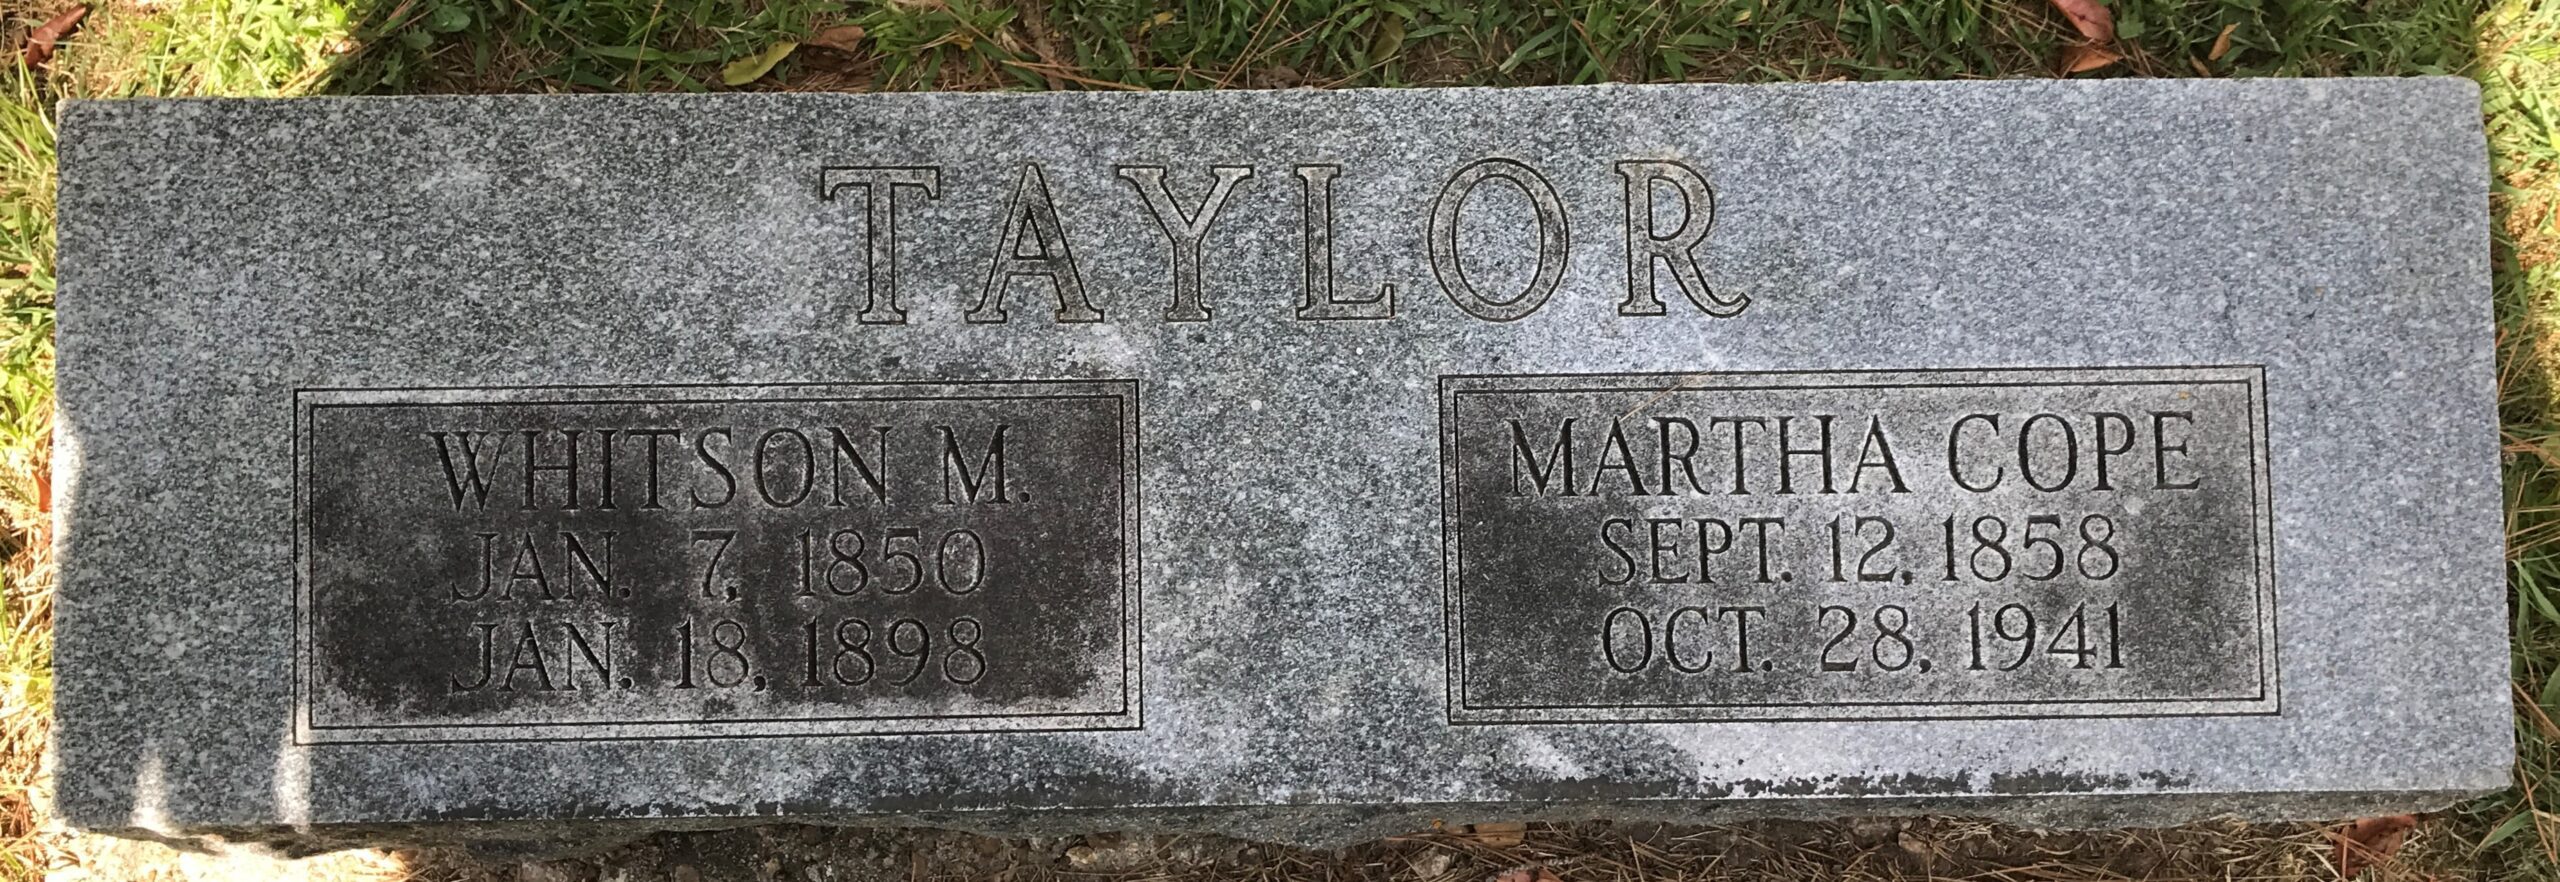 TAYLOR
WHITSON M.
JAN. 7, 1850
JAN. 18, 1898
MARTHA COPE
SEPT. 12, 1858
OCT. 28, 1941